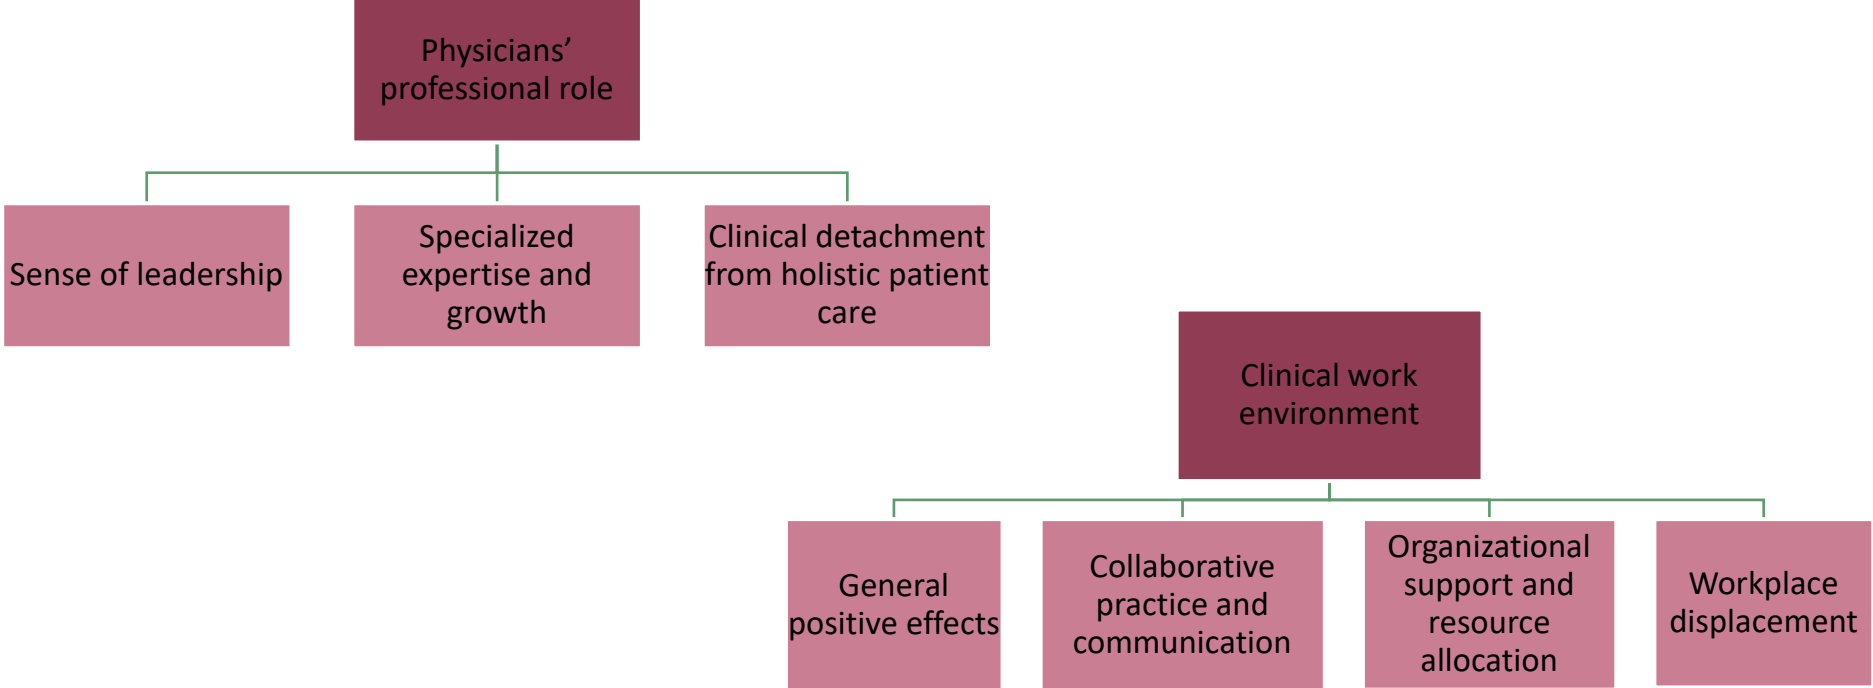 Physicians’
professional role
Sense of leadership
Specialized
expertise and
growth
Clinical detachment
from holistic patient
care
Clinical work
environment
General
positive effects
Collaborative
practice and
communication
Organizational
support and
resource
allocation
Workplace
displacement